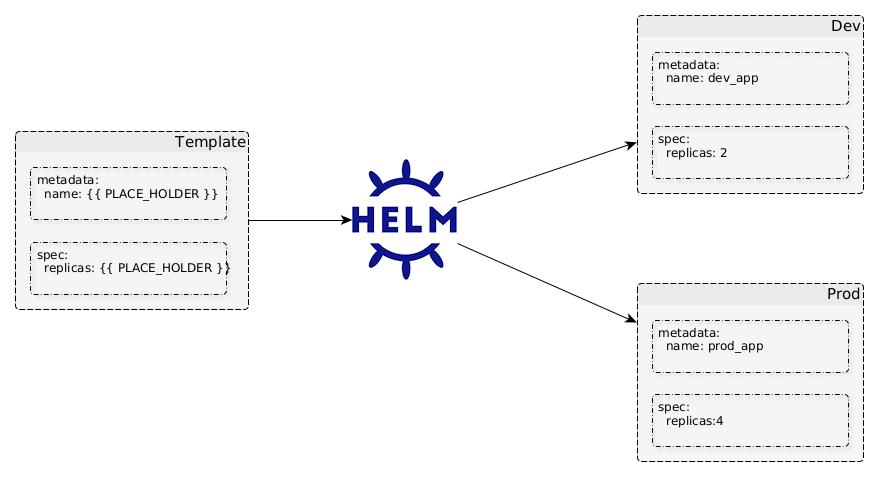 Template
metadata:
name: {{ PLACE_HOLDER }}
spec:
replicas: {{ PLACE_HOLDER }}
HELM
Dev
metadata:
name: dev_app
spec:
replicas: 2
Prod
metadata:
name: prod_app
spec:
replicas:4